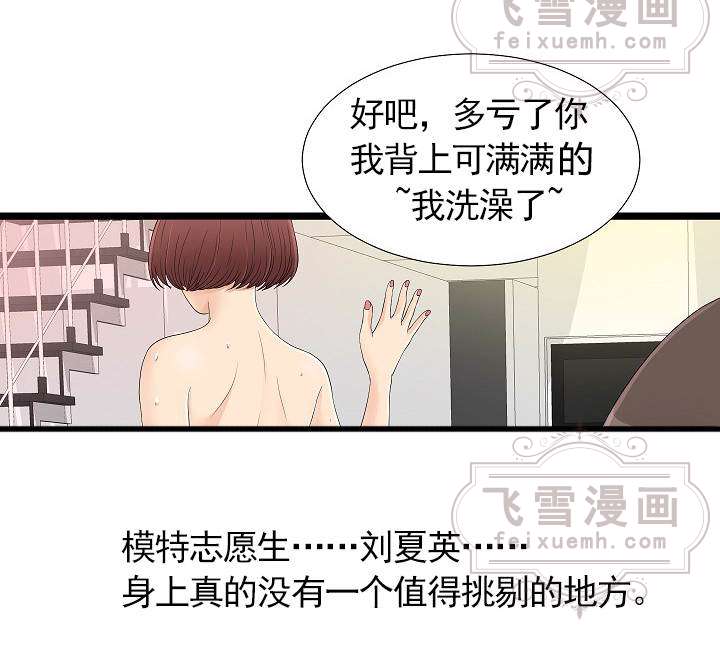 飞雪漫画
feixuemh.com
好吧，多亏了你
我背上可满满的
~我洗澡了~
飞雪漫画
feixuemh.com
模特志愿生……刘夏英……
身上真的没有一个值得挑剔的地方。